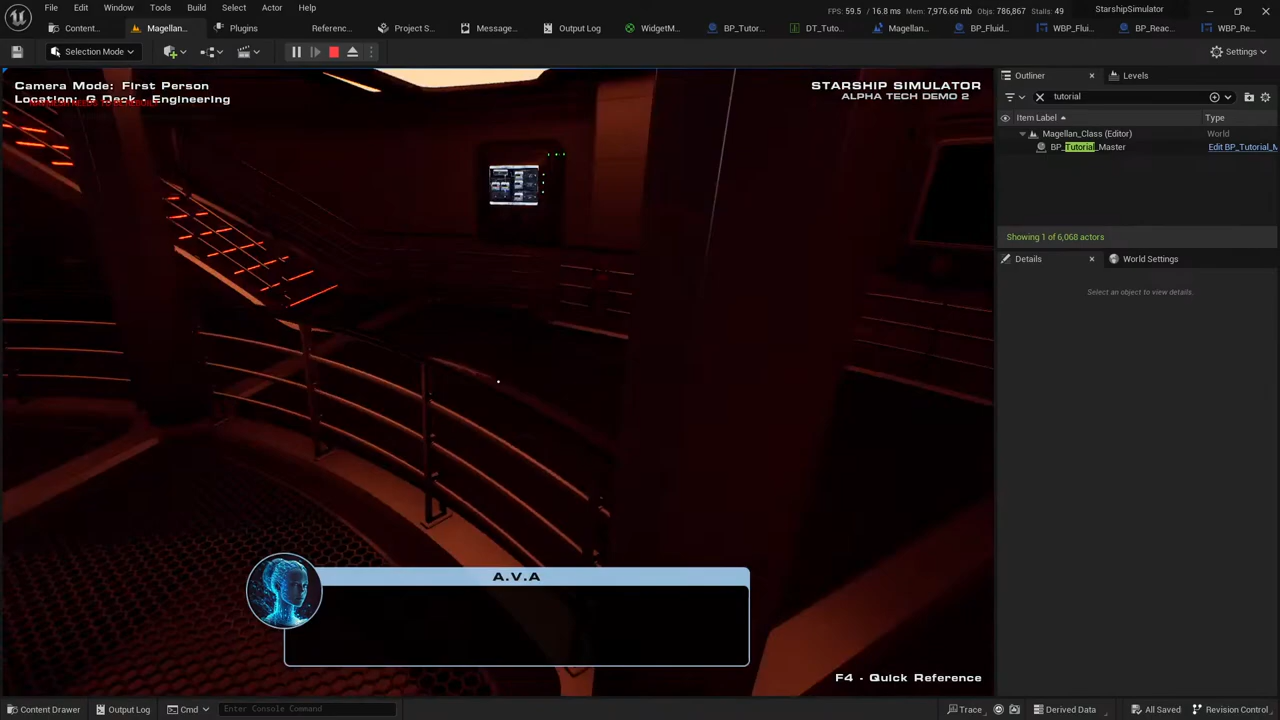 File Edit Window Tools Build Select Actor Help
FPS: 59.5 / 16.8 ms Mem: 7,976.66 mb Objs: 786,867 Stalls: 49
StarshipSimulator
Content...
Magellan...
Plugins
Referenc...
Project S...
Message...
Output Log
WidgetM...
BP_Tutor...
DT_Tuto...
Magellan...
BP_Fluid...
WBP_Flui...
BP_Reac...
WBP_Re...
Selection Mode
Settings
Camera Mode: First Person
Location: G Deck - Engineering
STARSHIP SIMULATOR
ALPHA TECH DEMO 2
Outliner
Levels
tutorial
Item Label
Type
Magellan_Class (Editor)
World
BP_Tutorial_Master
Edit BP_Tutorial_M
Showing 1 of 6,068 actors
Details
World Settings
Select an object to view details.
A.V.A
F4 - Quick Reference
Content Drawer
Output Log
Cmd
Enter Console Command
Trace
Derived Data
All Saved
Revision Control